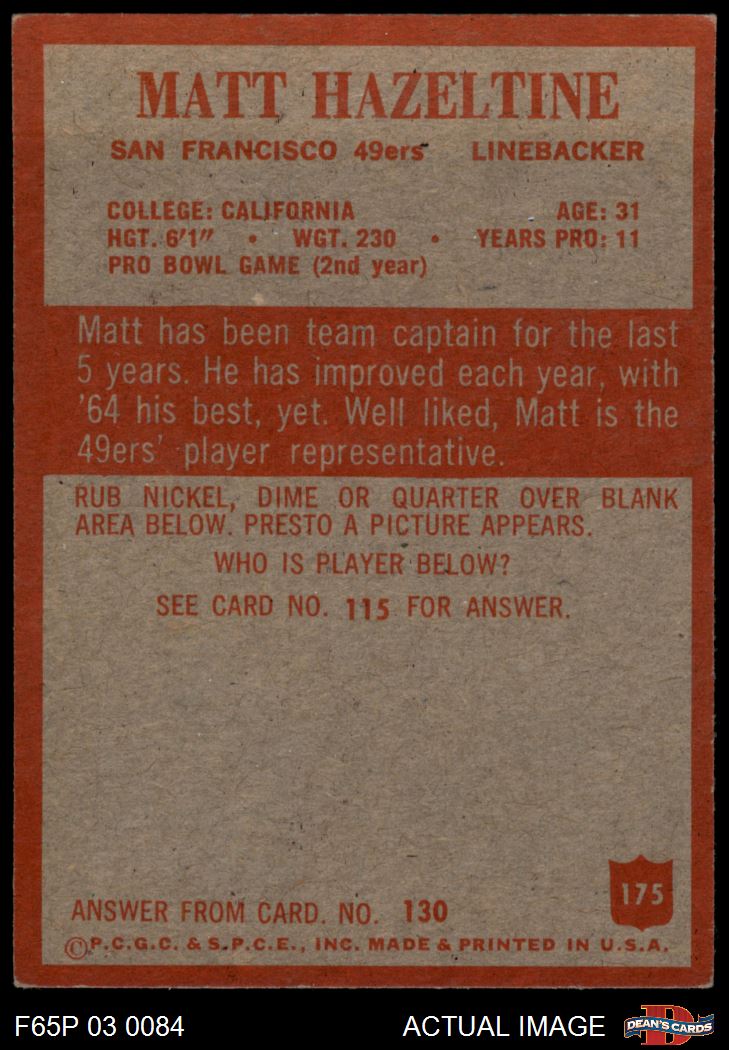 MATT HAZELTINE
SAN FRANCISCO 49ers LINEBACKER
COLLEGE: CALIFORNIA AGE: 31
HGT. 6'1" • WGT. 230 • YEARS PRO: 11
PRO BOWL GAME (2nd year)
Matt has been team captain for the last
5 years. He has improved each year, with
'64 his best, yet. Well liked, Matt is the
49ers' player representative.
RUB NICKEL, DIME OR QUARTER OVER BLANK
AREA BELOW. PRESTO A PICTURE APPEARS.
WHO IS PLAYER BELOW?
SEE CARD NO. 115 FOR ANSWER.
175
ANSWER FROM CARD. NO. 130
©P.C.G.C. & S.P.C.E., INC. MADE & PRINTED IN U.S.A.
F65P 03 0084 ACTUAL IMAGE D DEAN'S CARDS